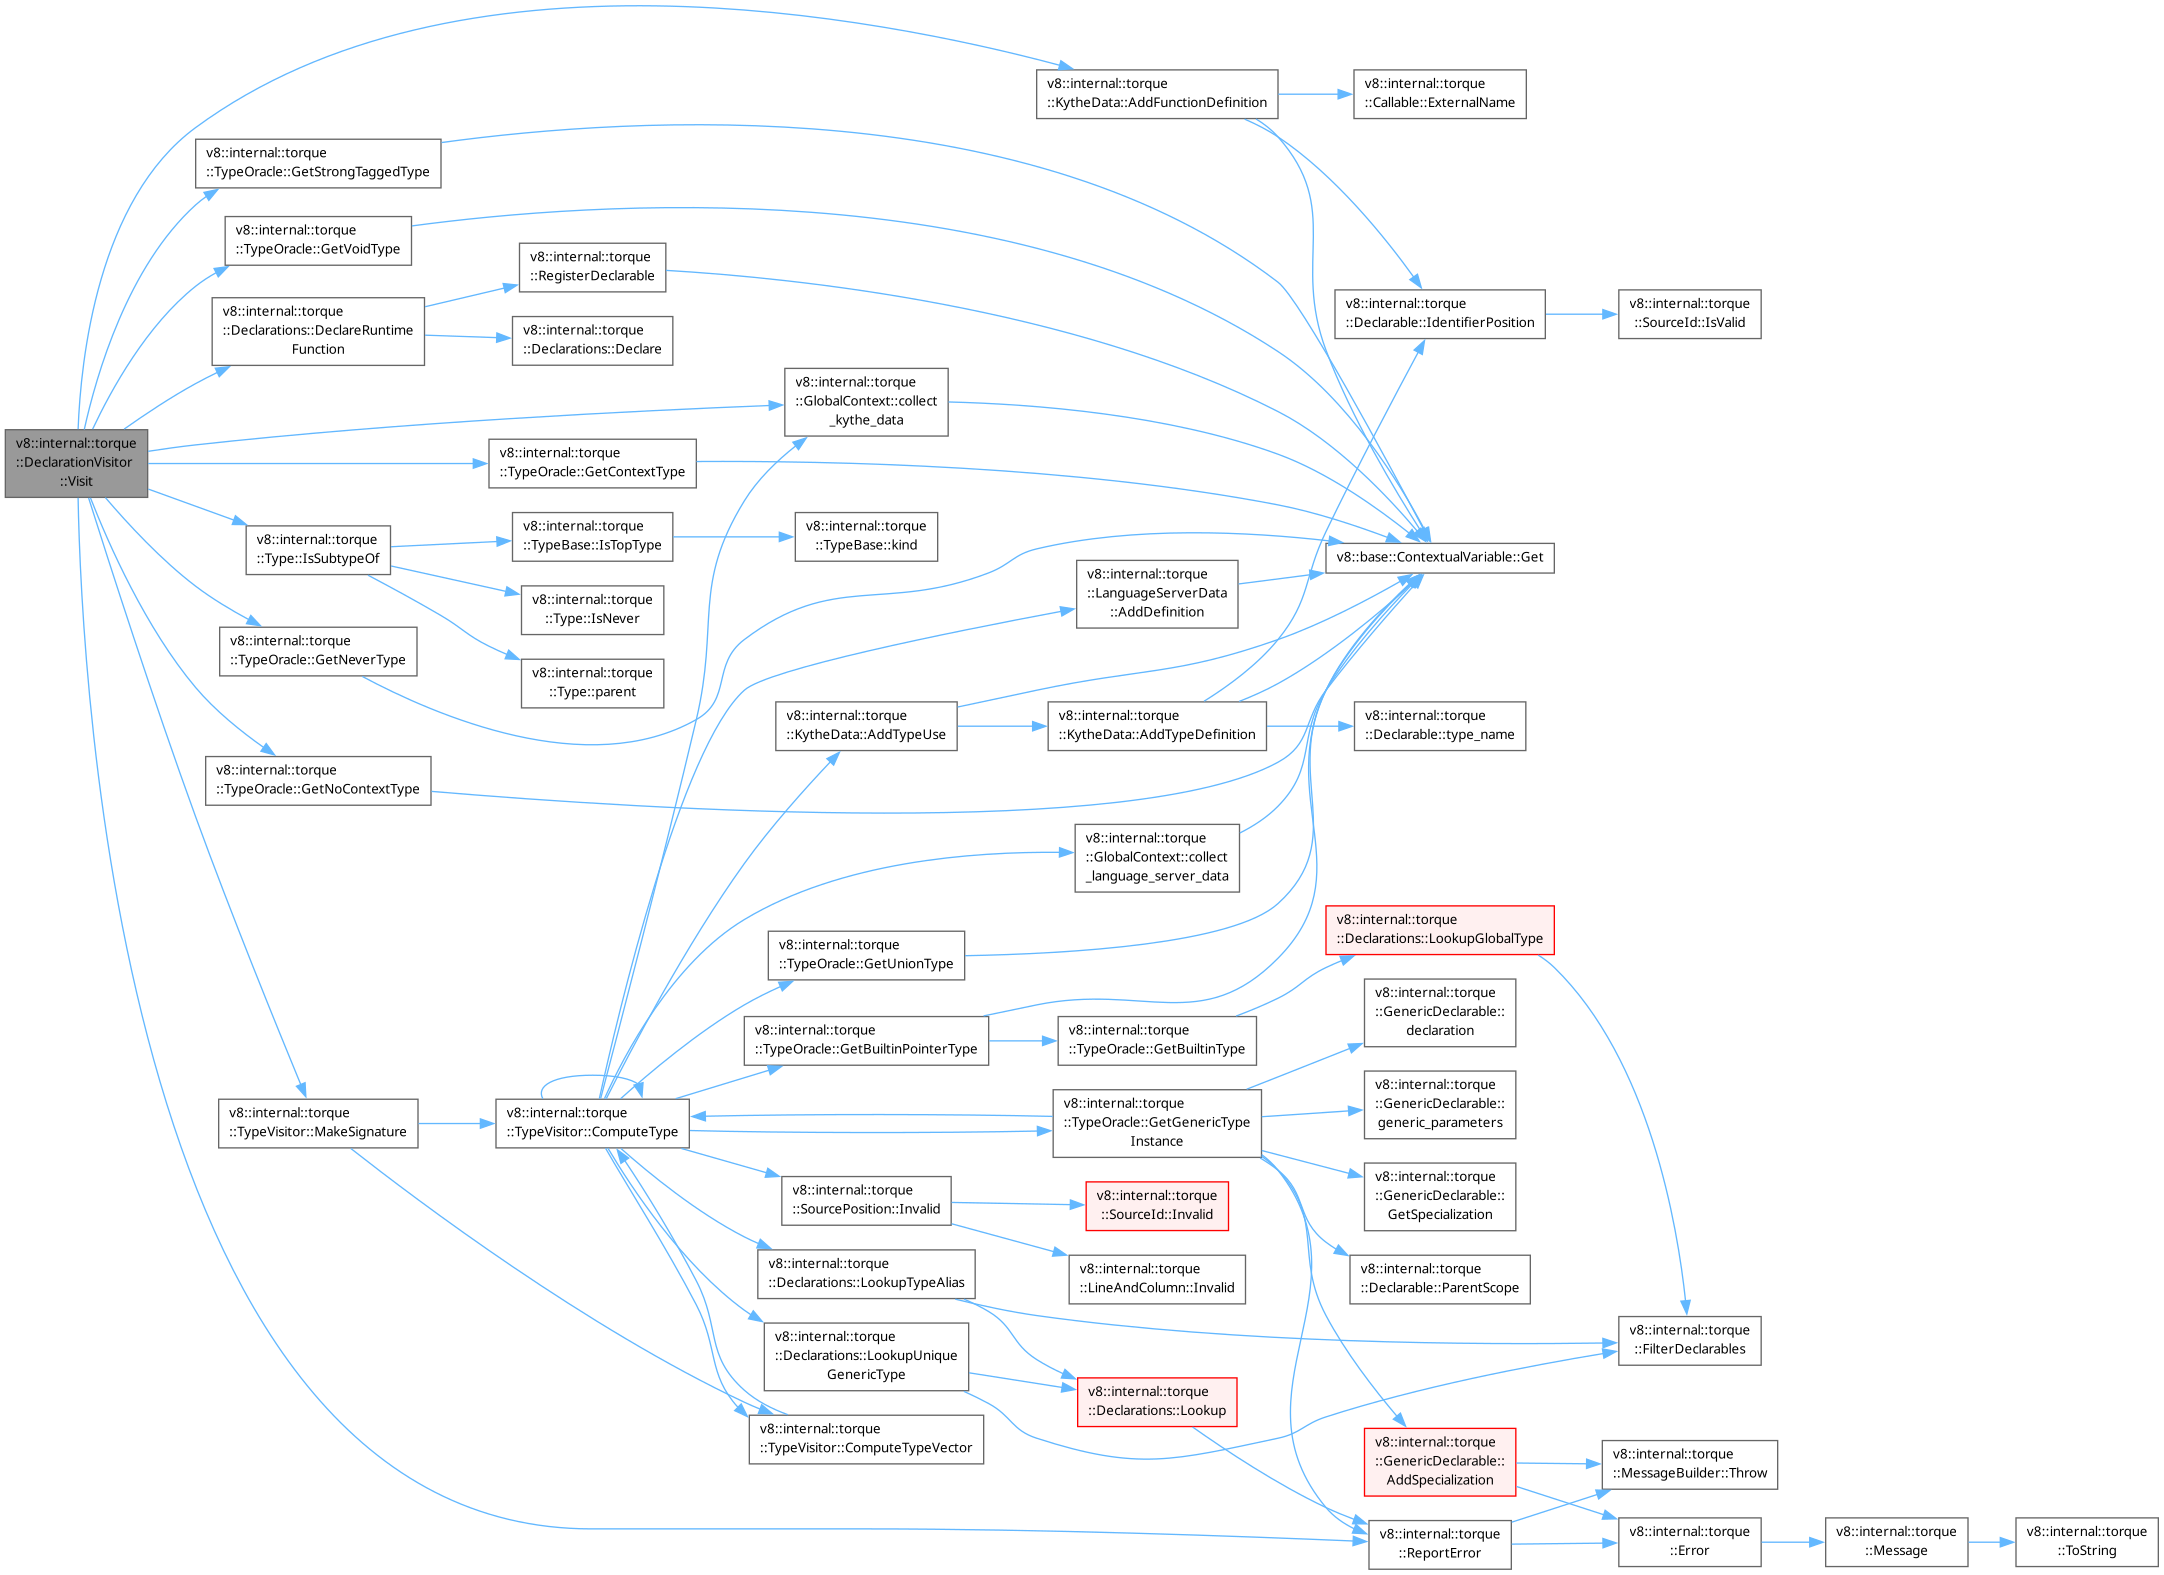 v8::internal::torque
::DeclarationVisitor
::Visit
v8::internal::torque
::KytheData::AddFunctionDefinition
v8::internal::torque
::Callable::ExternalName
v8::internal::torque
::TypeOracle::GetStrongTaggedType
v8::internal::torque
::TypeOracle::GetVoidType
v8::internal::torque
::RegisterDeclarable
v8::internal::torque
::Declarations::DeclareRuntime
Function
v8::internal::torque
::Declarations::Declare
v8::internal::torque
::Declarable::IdentifierPosition
v8::internal::torque
::SourceId::IsValid
v8::internal::torque
::GlobalContext::collect
_kythe_data
v8::internal::torque
::TypeOracle::GetContextType
v8::internal::torque
::Type::IsSubtypeOf
v8::internal::torque
::TypeBase::IsTopType
v8::internal::torque
::TypeBase::kind
v8::base::ContextualVariable::Get
v8::internal::torque
::Type::IsNever
v8::internal::torque
::LanguageServerData
::AddDefinition
v8::internal::torque
::TypeOracle::GetNeverType
v8::internal::torque
::Type::parent
v8::internal::torque
::KytheData::AddTypeUse
v8::internal::torque
::KytheData::AddTypeDefinition
v8::internal::torque
::Declarable::type_name
v8::internal::torque
::TypeOracle::GetNoContextType
v8::internal::torque
::GlobalContext::collect
_language_server_data
v8::internal::torque
::TypeOracle::GetUnionType
v8::internal::torque
::Declarations::LookupGlobalType
v8::internal::torque
::TypeOracle::GetBuiltinPointerType
v8::internal::torque
::TypeOracle::GetBuiltinType
v8::internal::torque
::GenericDeclarable::
declaration
v8::internal::torque
::TypeVisitor::MakeSignature
v8::internal::torque
::TypeVisitor::ComputeType
v8::internal::torque
::TypeOracle::GetGenericType
Instance
v8::internal::torque
::GenericDeclarable::
generic_parameters
v8::internal::torque
::SourcePosition::Invalid
v8::internal::torque
::SourceId::Invalid
v8::internal::torque
::GenericDeclarable::
GetSpecialization
v8::internal::torque
::Declarations::LookupTypeAlias
v8::internal::torque
::LineAndColumn::Invalid
v8::internal::torque
::Declarable::ParentScope
v8::internal::torque
::Declarations::LookupUnique
GenericType
v8::internal::torque
::FilterDeclarables
v8::internal::torque
::Declarations::Lookup
v8::internal::torque
::TypeVisitor::ComputeTypeVector
v8::internal::torque
::GenericDeclarable::
AddSpecialization
v8::internal::torque
::MessageBuilder::Throw
v8::internal::torque
::ReportError
v8::internal::torque
::Error
v8::internal::torque
::Message
v8::internal::torque
::ToString